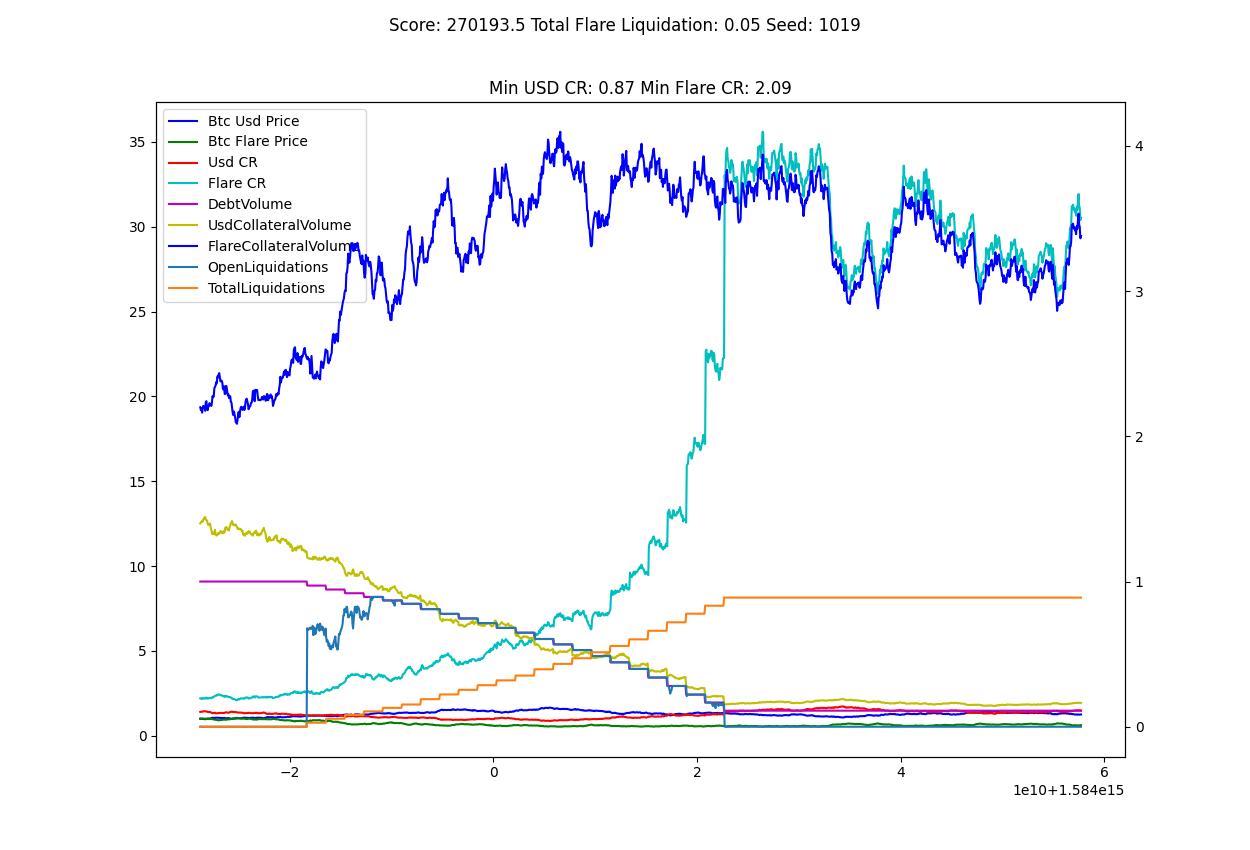 Score: 270193.5 Total Flare Liquidation: 0.05 Seed: 1019
Min USD CR: 0.87 Min Flare CR: 2.09
Btc Usd Price
Btc Flare Price
Usd CR
Flare CR
DebtVolume
UsdCollateralVolume
FlareCollateralVolume
OpenLiquidations
TotalLiquidations
35
30
25
20
15
10
5
0
4
3
2
1
0
−2
0
2
4
6
1e10+1.584e15